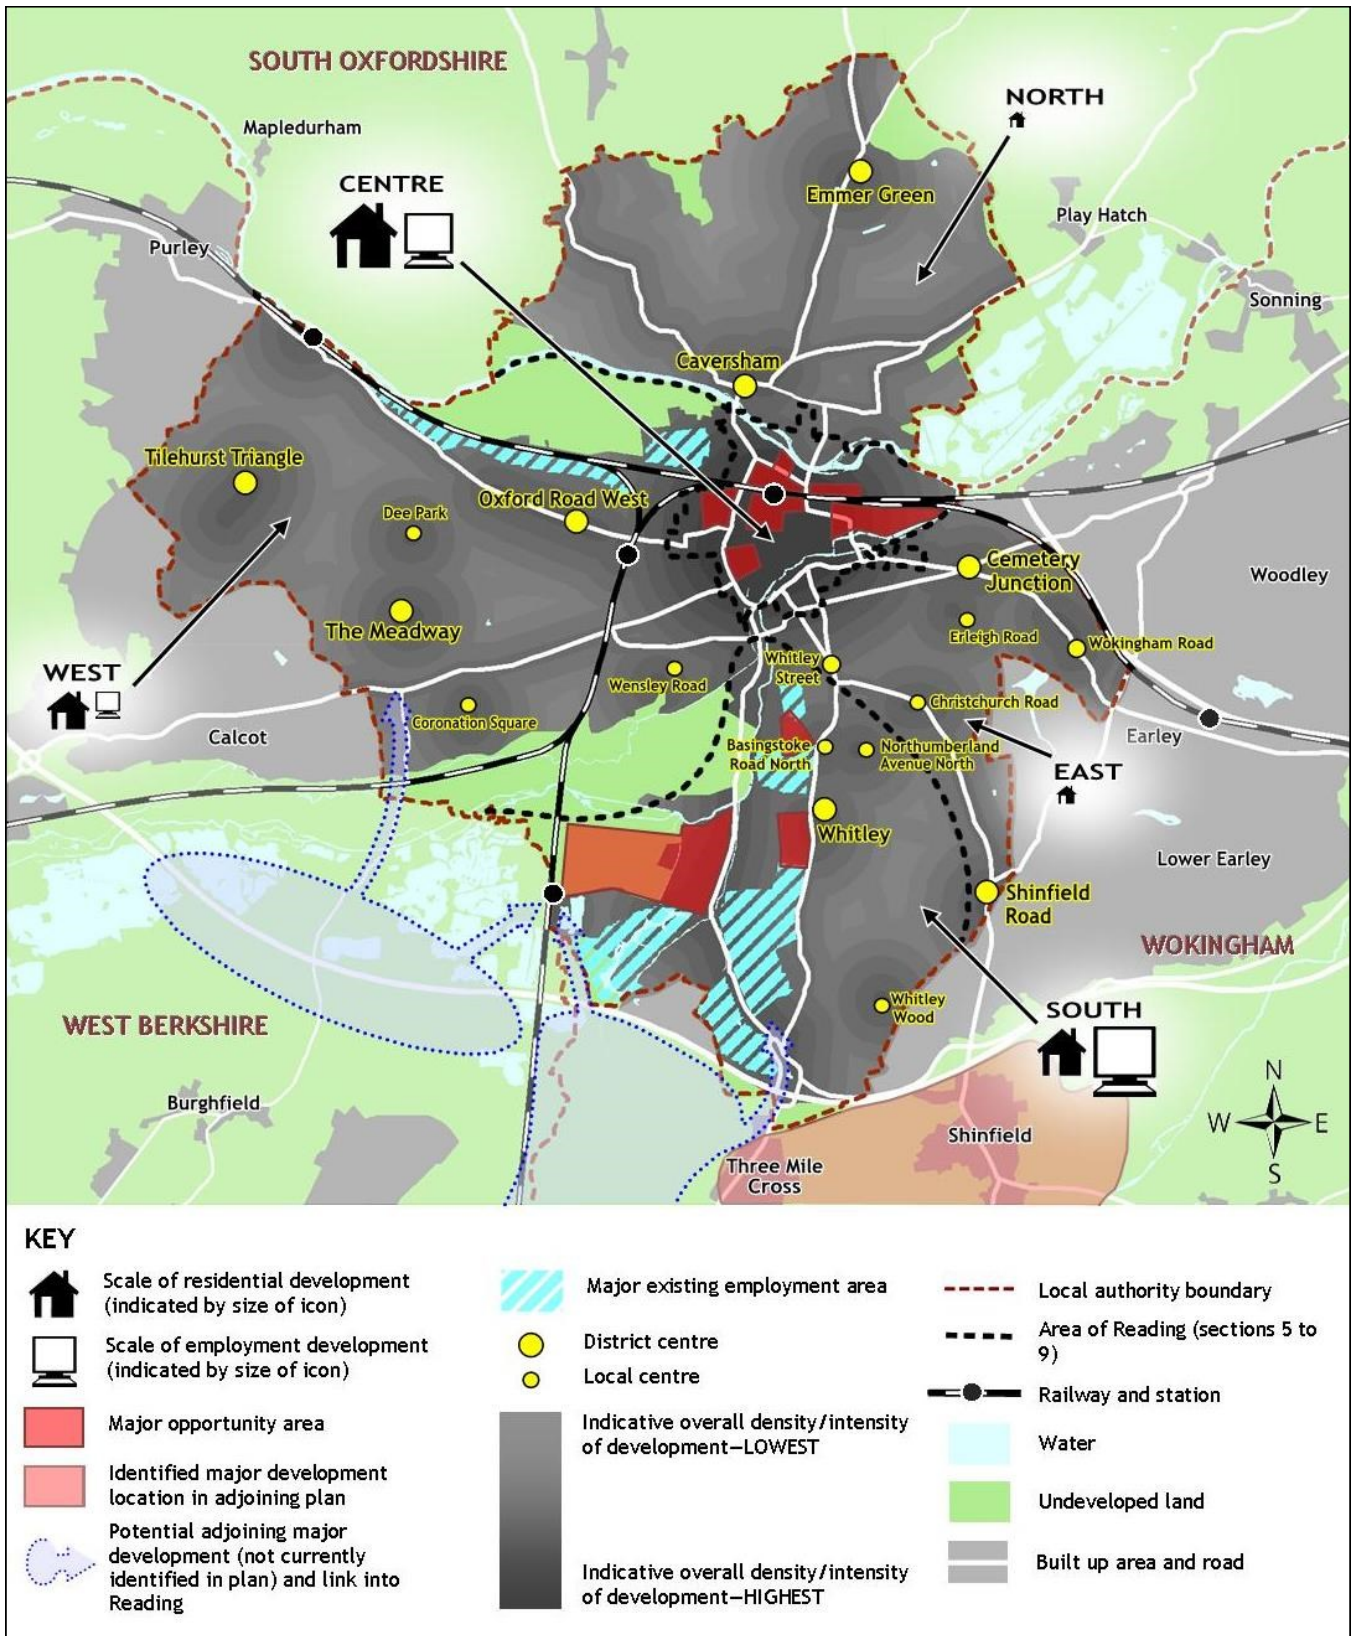 SOUTH OXFORDSHIRE
NORTH
Mapledurham
CENTRE
Emmer Green
Play Hatch
Purley
Sonning
Caversham
Tilehurst Triangle
Oxford Road West
Dee Park
Cemetery
Junction
Woodley
The Meadway
Erleigh Road
Wokingham Road
WEST
Whitley
Street
Wensley Road
Christchurch Road
Coronation Square
Calcot
Earley
Basingstoke
Road North
Northumberland
Avenue North
EAST
Whitley
Lower Earley
Shinfield
Road
WOKINGHAM
Whitley
Wood
WEST BERKSHIRE
SOUTH
Burghfield
N
W
E
S
Shinfield
Three Mile
Cross
KEY
Scale of residential development
(indicated by size of icon)
Scale of employment development
(indicated by size of icon)
Major opportunity area
Identified major development
location in adjoining plan
Potential adjoining major
development (not currently
identified in plan) and link into
Reading
Major existing employment area
District centre
Local centre
Indicative overall density/intensity
of development—LOWEST
Indicative overall density/intensity
of development—HIGHEST
Local authority boundary
Area of Reading (sections 5 to
9)
Railway and station
Water
Undeveloped land
Built up area and road